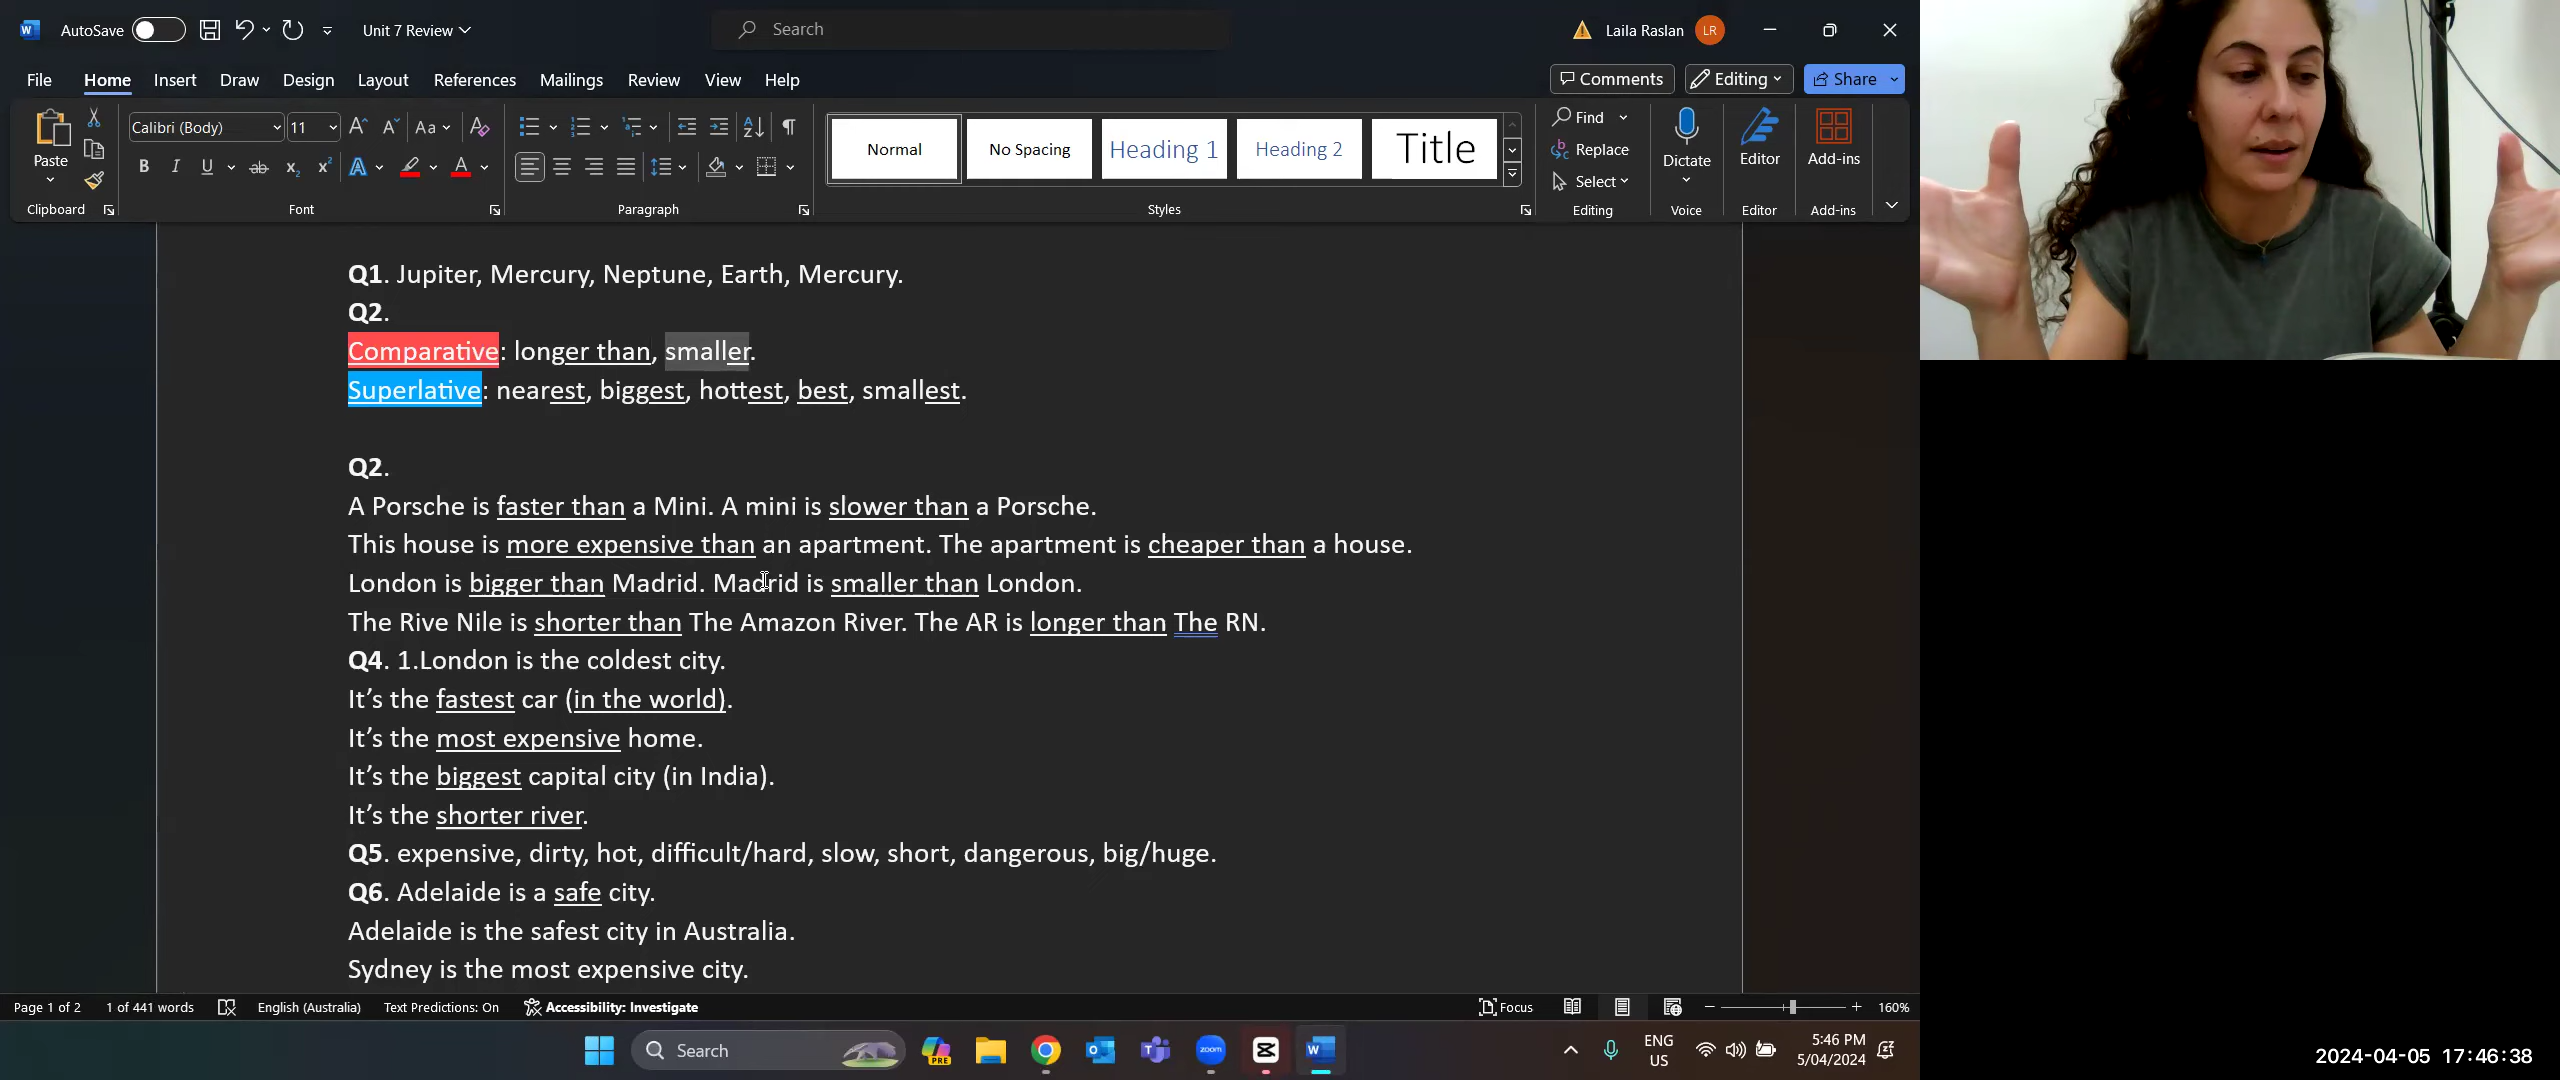 AutoSave
Unit 7 Review
Search
Laila Raslan
LR
File Home Insert Draw Design Layout References Mailings Review View Help
Comments Editing Share
Paste
Clipboard
Calibri (Body) 11
Font
Paragraph
Normal
No Spacing
Heading 1
Heading 2
Title
Styles
Find
Replace
Select
Editing
Dictate
Voice
Editor
Editor
Add-ins
Add-ins
Q1. Jupiter, Mercury, Neptune, Earth, Mercury.
Q2.
Comparative: longer than, smaller.
Superlative: nearest, biggest, hottest, best, smallest.
Q2.
A Porsche is faster than a Mini. A mini is slower than a Porsche.
This house is more expensive than an apartment. The apartment is cheaper than a house.
London is bigger than Madrid. Madrid is smaller than London.
The Rive Nile is shorter than The Amazon River. The AR is longer than The RN.
Q4. 1.London is the coldest city.
It’s the fastest car (in the world).
It’s the most expensive home.
It’s the biggest capital city (in India).
It’s the shorter river.
Q5. expensive, dirty, hot, difficult/hard, slow, short, dangerous, big/huge.
Q6. Adelaide is a safe city.
Adelaide is the safest city in Australia.
Sydney is the most expensive city.
Page 1 of 2 1 of 441 words English (Australia) Text Predictions: On Accessibility: Investigate Focus 160%
Search
PRE
zoom
ENG
US
5:46 PM
5/04/2024
2024-04-05 17:46:38